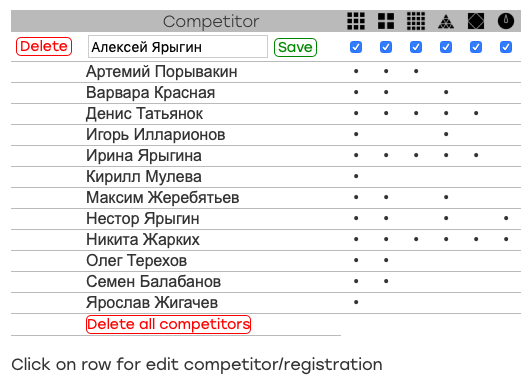 Competitor
Delete Алексей Ярыгин Save
Артемий Порывакин
Варвара Красная
Денис Татьянок
Игорь Илларионов
Ирина Ярыгина
Кирилл Мулева
Максим Жеребятьев
Нестор Ярыгин
Никита Жарких
Олег Терехов
Семен Балабанов
Ярослав Жигачев
Delete all competitors
Click on row for edit competitor/registration